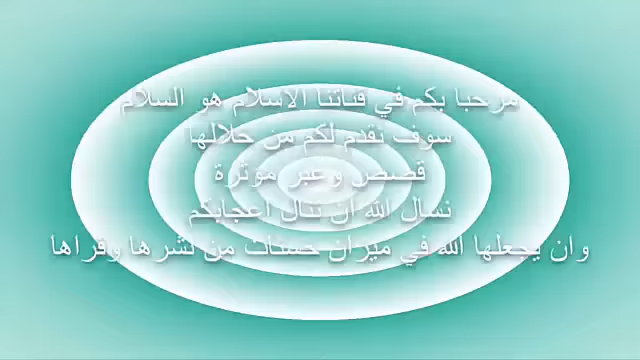 مرحبا بكم في قناتنا الاسلام هو السلام
سوف نقدم لكم من خلالها
قصص وعبر موثرة
نسال الله ان تنال اعجابكم
وان يجعلها الله في ميزان حسنات من نشرها وقراها